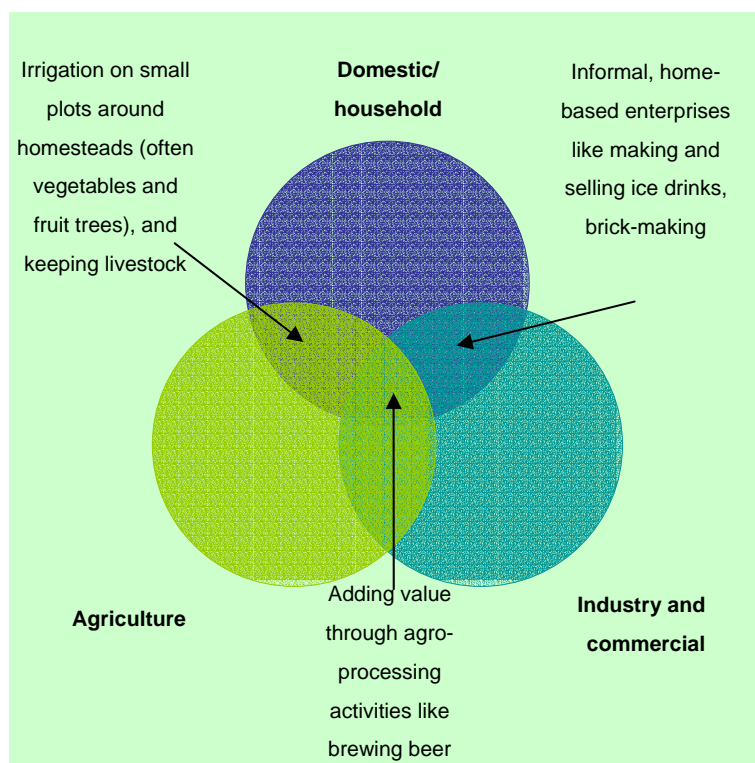 Irrigation on small
plots around
homesteads (often
vegetables and
fruit trees), and
keeping livestock
Domestic/
household
Informal, home-
based enterprises
like making and
selling ice drinks,
brick-making
Agriculture
Adding value
through agro-
processing
activities like
brewing beer
Industry and
commercial